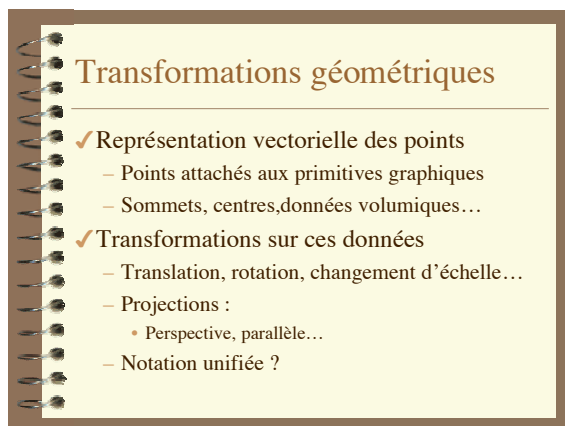 Transformations géométriques
✔Représentation vectorielle des points
– Points attachés aux primitives graphiques
– Sommets, centres,données volumiques…
✔Transformations sur ces données
– Translation, rotation, changement d’échelle…
– Projections :
• Perspective, parallèle…
– Notation unifiée ?